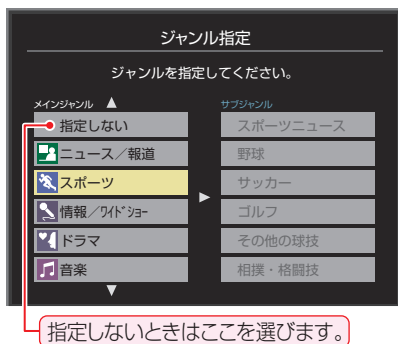 ジャンル指定
ジャンルを指定してください。
メインジャンル ▲
サブジャンル
指定しない
スポーツニュース
ニュース／報道
野球
スポーツ
サッカー
▶
情報／ワイドショー
ゴルフ
ドラマ
その他の球技
音楽
相撲・格闘技
▼
指定しないときはここを選びます。